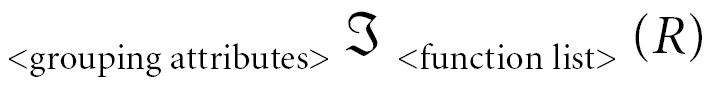 <grouping attributes> ℑ <function list> (R)